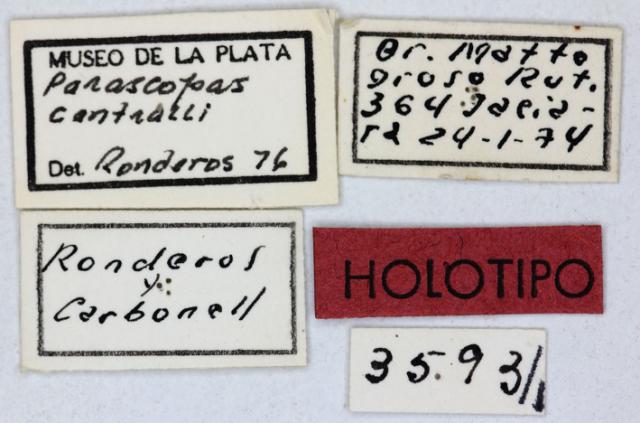 MUSEO DE LA PLATA
Parascopas
cantralli
Det. Ronderos 76
Br. Matto
Groso Rut.
364 Jacia-
ra 24-1-74
Ronderos
y
Carbonell
HOLOTIPO
3593/1